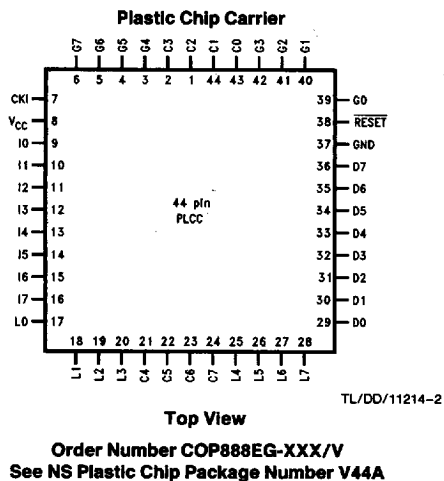 Plastic Chip Carrier
G7 G6 G5 G4 C3 C2 C1 C0 G3 G2 G1
6 5 4 3 2 1 44 43 42 41 40
CKI 7 39 G0
VCC 8 38 RESET
I0 9 37 GND
I1 10 36 D7
I2 11 35 D6
I3 12 34 D5
I4 13 33 D4
I5 14 32 D3
I6 15 31 D2
I7 16 30 D1
L0 17 29 D0
44 pin
PLCC
18 19 20 21 22 23 24 25 26 27 28
L1 L2 L3 C4 C5 C6 C7 L4 L5 L6 L7
TL/DD/11214-2
Top View
Order Number COP888EG-XXX/V
See NS Plastic Chip Package Number V44A